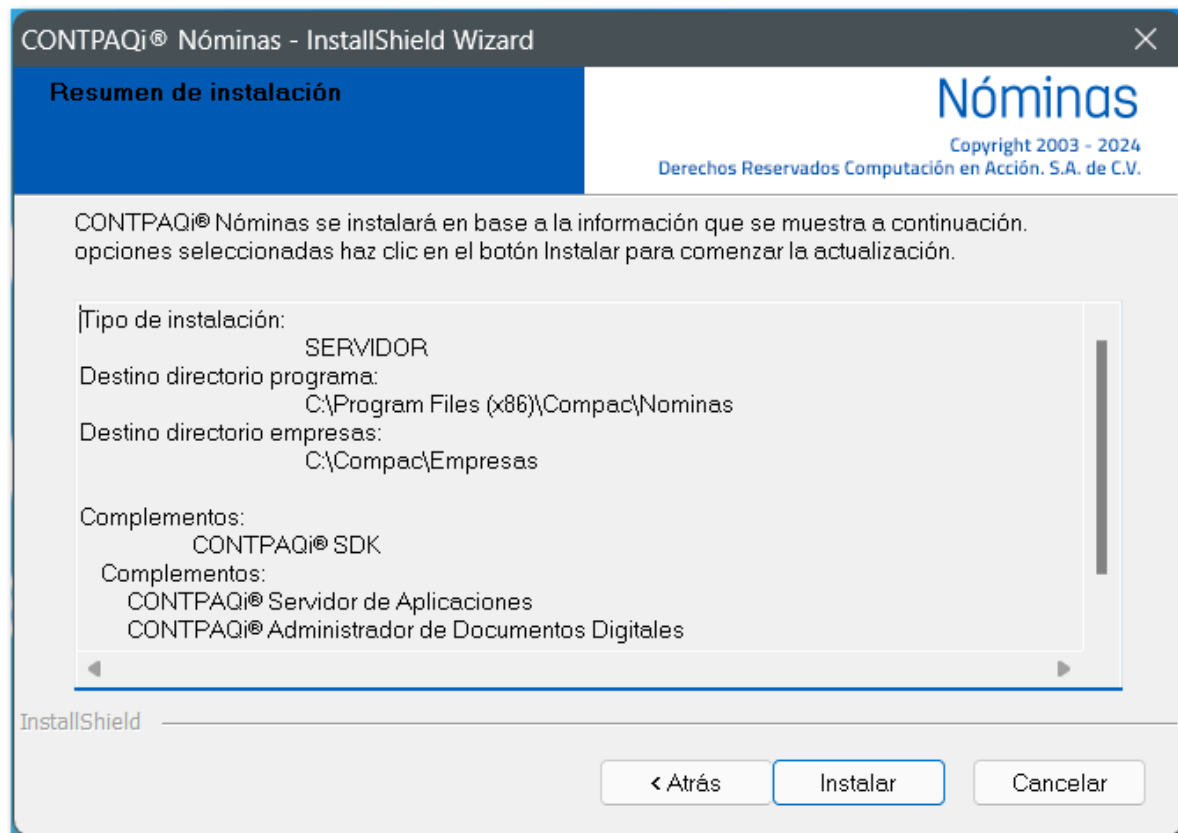 CONTPAQi® Nóminas - InstallShield Wizard
Resumen de instalación
Nóminas
Copyright 2003 - 2024
Derechos Reservados Computación en Acción. S.A. de C.V.
CONTPAQi® Nóminas se instalará en base a la información que se muestra a continuación.
opciones seleccionadas haz clic en el botón Instalar para comenzar la actualización.
Tipo de instalación:
SERVIDOR
Destino directorio programa:
C:\Program Files (x86)\Compac\Nominas
Destino directorio empresas:
C:\Compac\Empresas
Complementos:
CONTPAQi® SDK
Complementos:
CONTPAQi® Servidor de Aplicaciones
CONTPAQi® Administrador de Documentos Digitales
InstallShield
< Atrás
Instalar
Cancelar